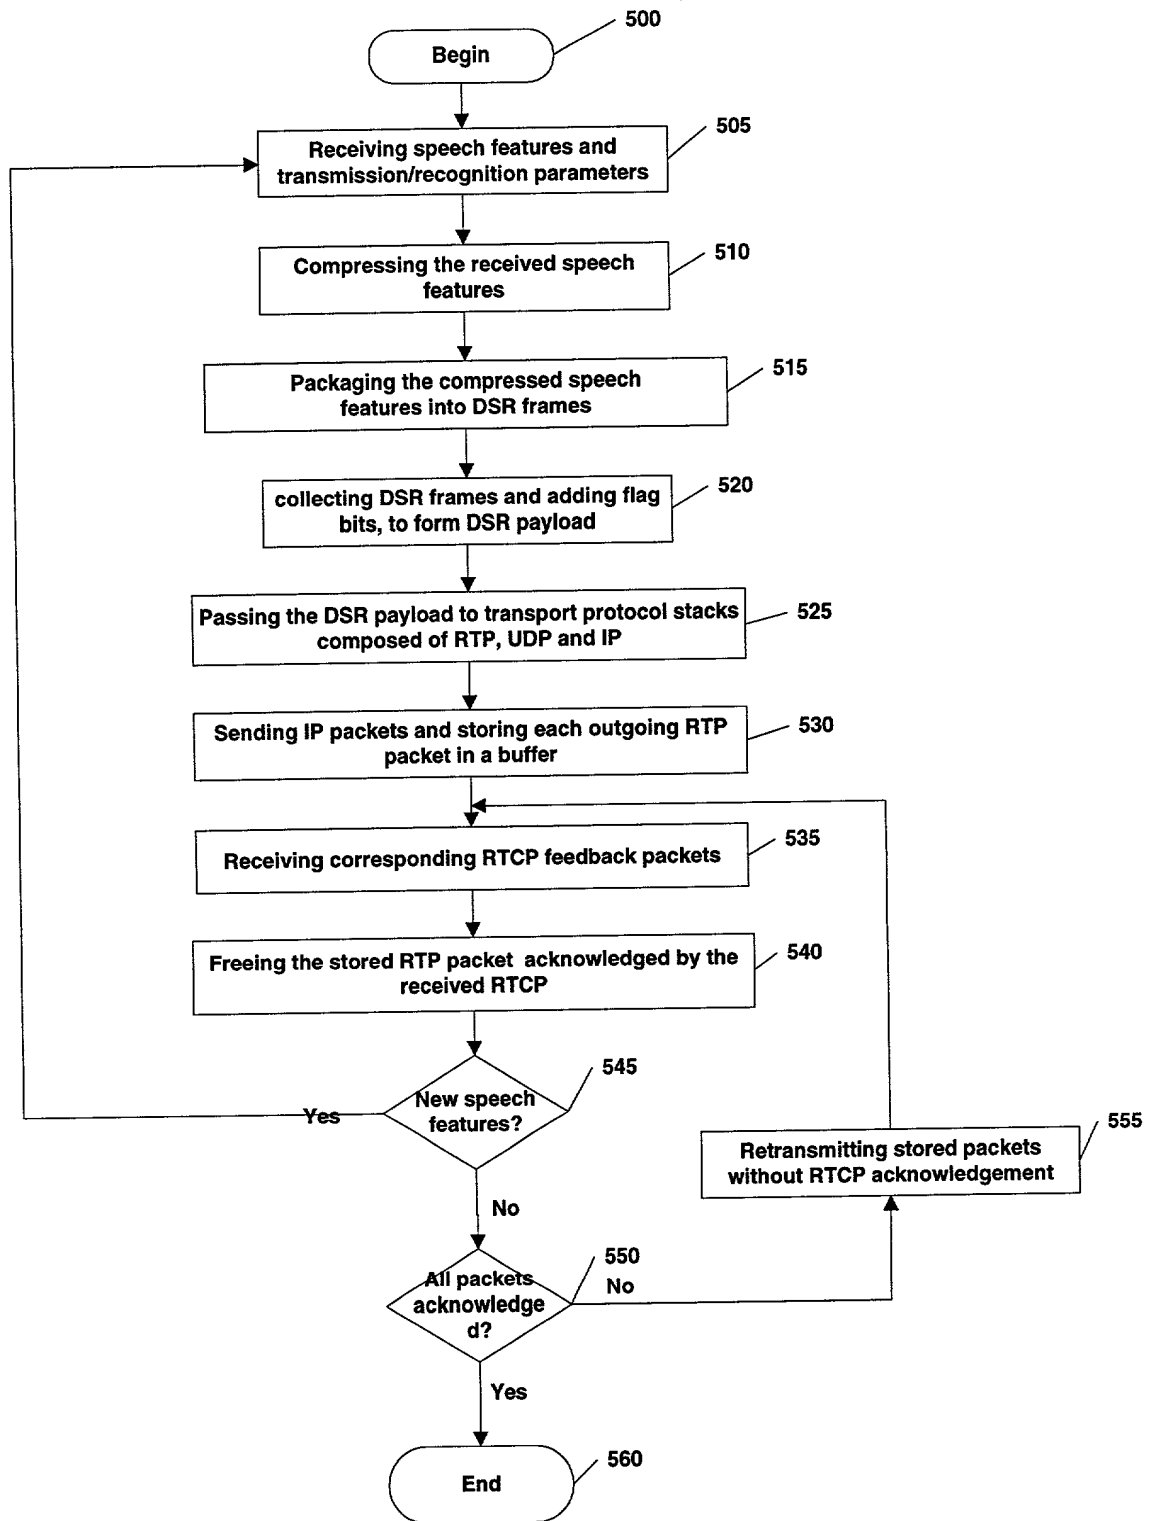 500
Begin
505
Receiving speech features and
transmission/recognition parameters
510
Compressing the received speech
features
515
Packaging the compressed speech
features into DSR frames
520
collecting DSR frames and adding flag
bits, to form DSR payload
525
Passing the DSR payload to transport protocol stacks
composed of RTP, UDP and IP
530
Sending IP packets and storing each outgoing RTP
packet in a buffer
535
Receiving corresponding RTCP feedback packets
540
Freeing the stored RTP packet acknowledged by the
received RTCP
545
New speech
features?
Yes
555
Retransmitting stored packets
without RTCP acknowledgement
No
550
All packets
acknowledge
d?
No
Yes
560
End